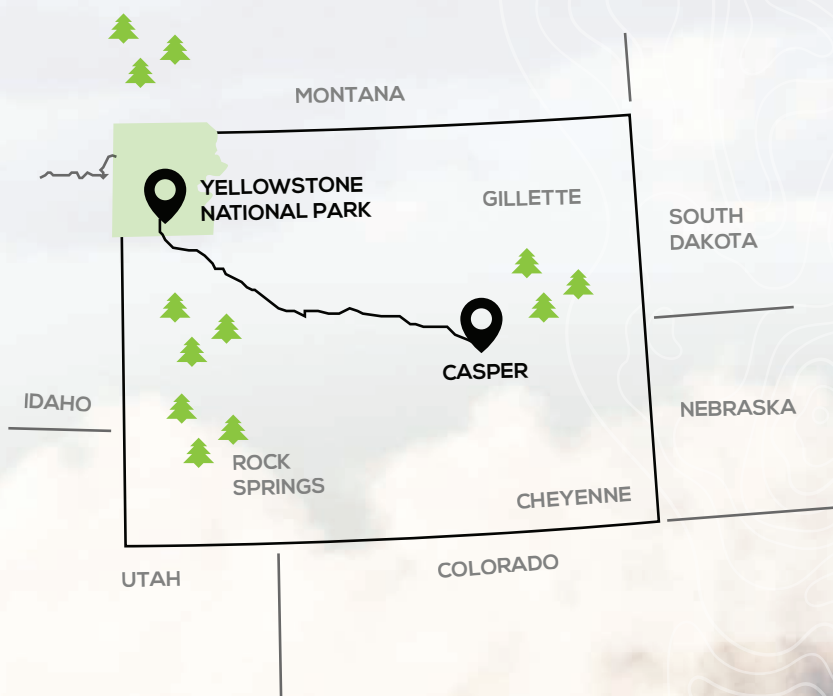 MONTANA
YELLOWSTONE
NATIONAL PARK
GILLETTE
SOUTH
DAKOTA
CASPER
IDAHO
NEBRASKA
ROCK
SPRINGS
CHEYENNE
UTAH
COLORADO